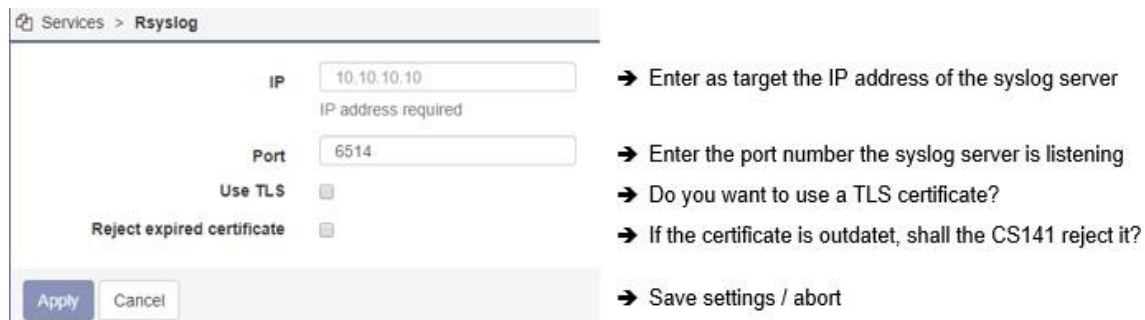 Services > Rsyslog
IP 10.10.10.10 ➔ Enter as target the IP address of the syslog server
IP address required
Port 6514 ➔ Enter the port number the syslog server is listening
Use TLS ➔ Do you want to use a TLS certificate?
Reject expired certificate ➔ If the certificate is outdatet, shall the CS141 reject it?
Apply Cancel ➔ Save settings / abort